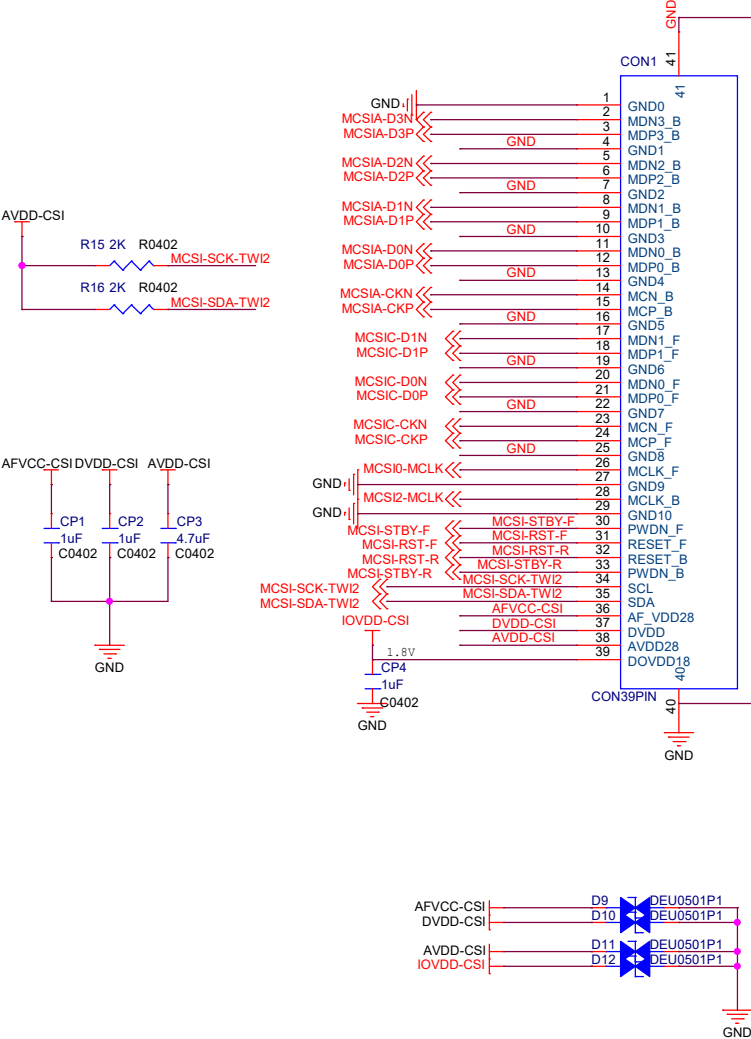 GND
41
CON1
41
GND 1 GND0
MCSIA-D3N 2 MDN3_B
MCSIA-D3P 3 MDP3_B
GND 4 GND1
MCSIA-D2N 5 MDN2_B
MCSIA-D2P 6 MDP2_B
GND 7 GND2
MCSIA-D1N 8 MDN1_B
MCSIA-D1P 9 MDP1_B
GND 10 GND3
MCSIA-D0N 11 MDN0_B
MCSIA-D0P 12 MDP0_B
GND 13 GND4
MCSIA-CKN 14 MCN_B
MCSIA-CKP 15 MCP_B
GND 16 GND5
MCSIC-D1N 17 MDN1_F
MCSIC-D1P 18 MDP1_F
GND 19 GND6
MCSIC-D0N 20 MDN0_F
MCSIC-D0P 21 MDP0_F
GND 22 GND7
MCSIC-CKN 23 MCN_F
MCSIC-CKP 24 MCP_F
GND 25 GND8
MCSI0-MCLK 26 MCLK_F
GND 27 GND9
MCSI2-MCLK 28 MCLK_B
GND 29 GND10
MCSI-STBY-F MCSI-STBY-F 30 PWDN_F
MCSI-RST-F MCSI-RST-F 31 RESET_F
MCSI-RST-R MCSI-RST-R 32 RESET_B
MCSI-STBY-R MCSI-STBY-R 33 PWDN_B
MCSI-SCK-TWI2 MCSI-SCK-TWI2 34 SCL
MCSI-SDA-TWI2 MCSI-SDA-TWI2 35 SDA
AFVCC-CSI 36 AF_VDD28
DVDD-CSI 37 DVDD
AVDD-CSI 38 AVDD28
IOVDD-CSI
1.8V 39 DOVDD18
40
CON39PIN 40
GND
CP4
1uF
C0402
GND
AVDD-CSI
R15 2K R0402
MCSI-SCK-TWI2
R16 2K R0402
MCSI-SDA-TWI2
AFVCC-CSI DVDD-CSI AVDD-CSI
CP1 CP2 CP3
1uF 1uF 4.7uF
C0402 C0402 C0402
GND
AFVCC-CSI D9 DEU0501P1
DVDD-CSI D10 DEU0501P1
AVDD-CSI D11 DEU0501P1
IOVDD-CSI D12 DEU0501P1
GND